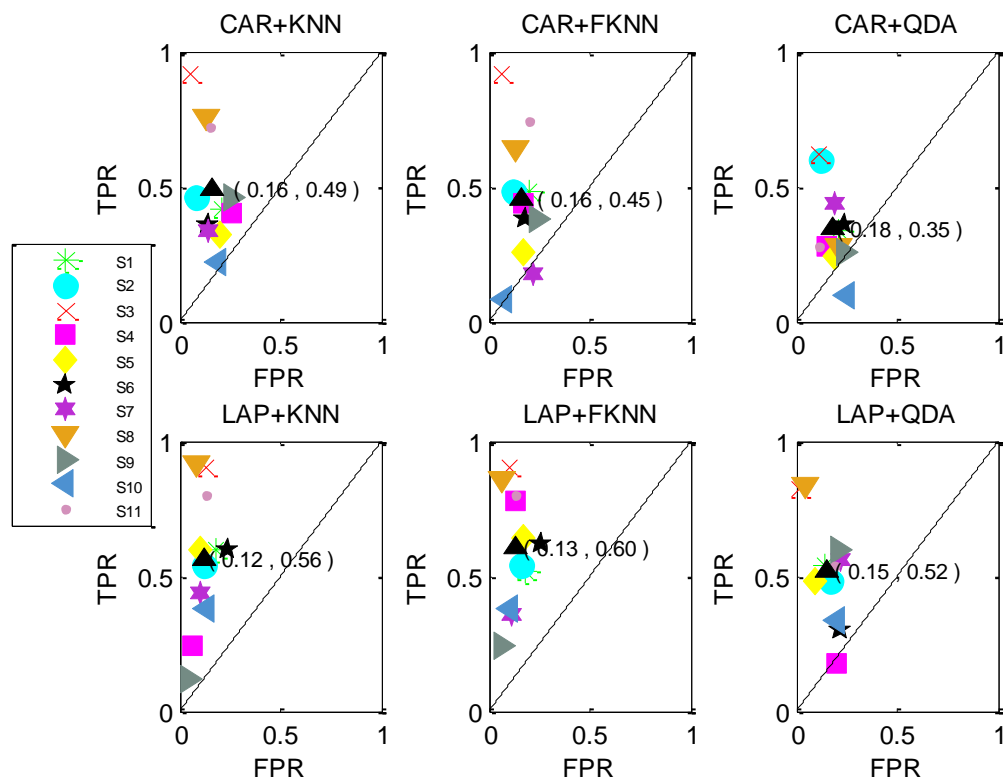 CAR+KNN
CAR+FKNN
CAR+QDA
1
0.5
0
TPR
( 0.16 , 0.49 )
0
0.5
1
FPR
1
0.5
0
TPR
( 0.16 , 0.45 )
0
0.5
1
FPR
1
0.5
0
TPR
( 0.18 , 0.35 )
0
0.5
1
FPR
S1
S2
S3
S4
S5
S6
S7
S8
S9
S10
S11
LAP+KNN
LAP+FKNN
LAP+QDA
1
0.5
0
TPR
( 0.12 , 0.56 )
0
0.5
1
FPR
1
0.5
0
TPR
( 0.13 , 0.60 )
0
0.5
1
FPR
1
0.5
0
TPR
( 0.15 , 0.52 )
0
0.5
1
FPR